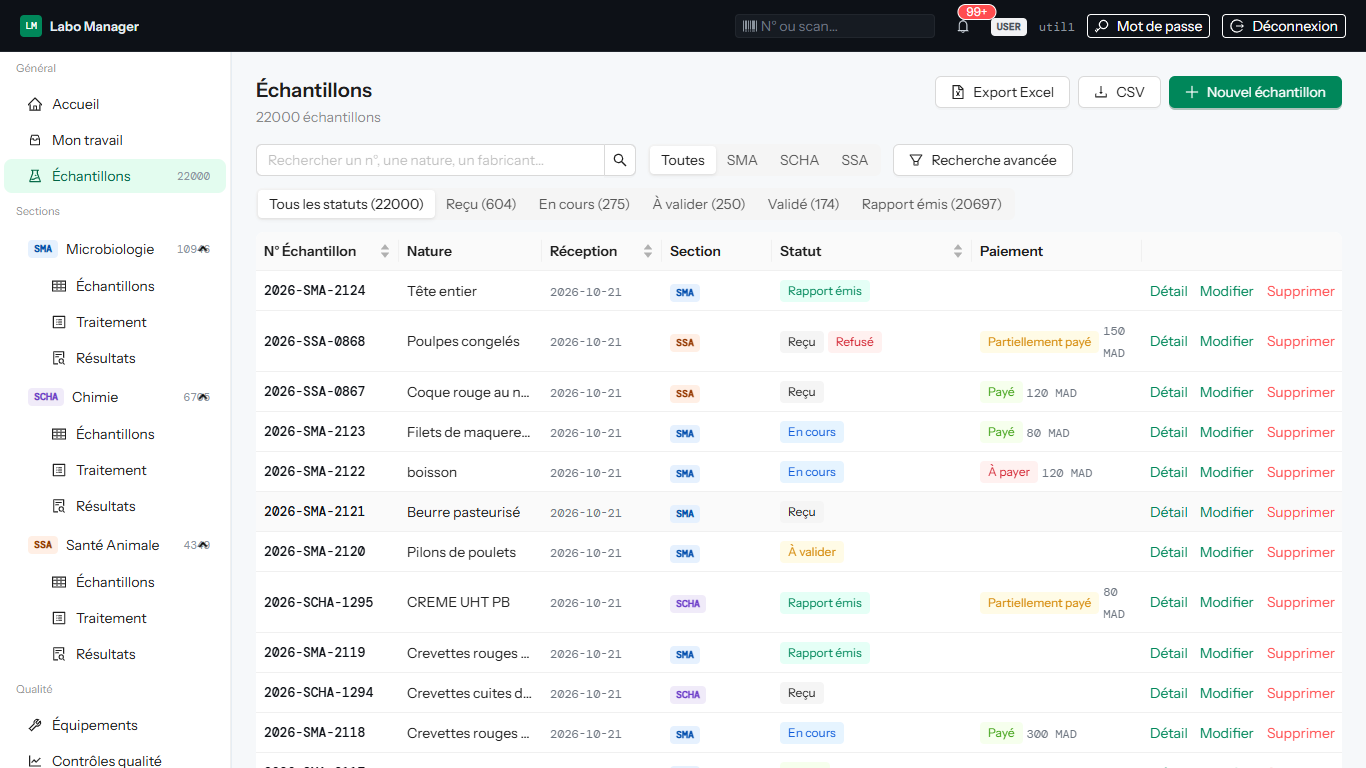 LM Labo Manager N° ou scan... 99+ USER util1 Mot de passe Déconnexion
Général
Accueil
Mon travail
Échantillons 22000
Sections
SMA Microbiologie
Échantillons
Traitement
Résultats
SCHA Chimie
Échantillons
Traitement
Résultats
SSA Santé Animale
Échantillons
Traitement
Résultats
Qualité
Équipements
Contrôles qualité
Échantillons
22000 échantillons
Export Excel CSV Nouvel échantillon
Rechercher un n°, une nature, un fabricant... Toutes SMA SCHA SSA Recherche avancée
Tous les statuts (22000) Reçu (604) En cours (275) À valider (250) Validé (174) Rapport émis (20697)
N° Échantillon Nature Réception Section Statut Paiement
2026-SMA-2124 Tête entier 2026-10-21 SMA Rapport émis Détail Modifier Supprimer
2026-SSA-0868 Poulpes congelés 2026-10-21 SSA Reçu Refusé Partiellement payé 150 MAD Détail Modifier Supprimer
2026-SSA-0867 Coque rouge au n... 2026-10-21 SSA Reçu Payé 120 MAD Détail Modifier Supprimer
2026-SMA-2123 Filets de maquere... 2026-10-21 SMA En cours Payé 80 MAD Détail Modifier Supprimer
2026-SMA-2122 boisson 2026-10-21 SMA En cours À payer 120 MAD Détail Modifier Supprimer
2026-SMA-2121 Beurre pasteurisé 2026-10-21 SMA Reçu Détail Modifier Supprimer
2026-SMA-2120 Pilons de poulets 2026-10-21 SMA À valider Détail Modifier Supprimer
2026-SCHA-1295 CREME UHT PB 2026-10-21 SCHA Rapport émis Partiellement payé 80 MAD Détail Modifier Supprimer
2026-SMA-2119 Crevettes rouges ... 2026-10-21 SMA Rapport émis Détail Modifier Supprimer
2026-SCHA-1294 Crevettes cuites d... 2026-10-21 SCHA Reçu Détail Modifier Supprimer
2026-SMA-2118 Crevettes rouges ... 2026-10-21 SMA En cours Payé 300 MAD Détail Modifier Supprimer